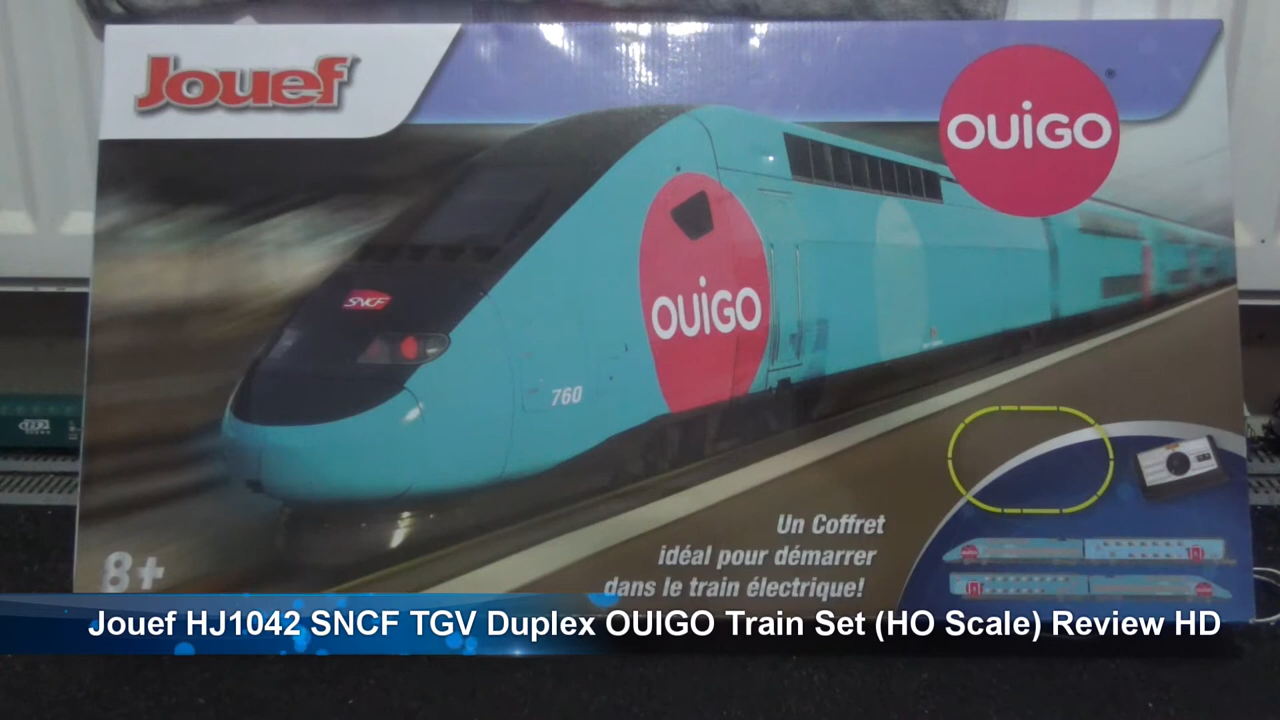 Jouef
OUiGO
®
SNCF
OUiGO
760
Un Coffret
idéal pour démarrer
dans le train électrique!
8+
Jouef HJ1042 SNCF TGV Duplex OUIGO Train Set (HO Scale) Review HD